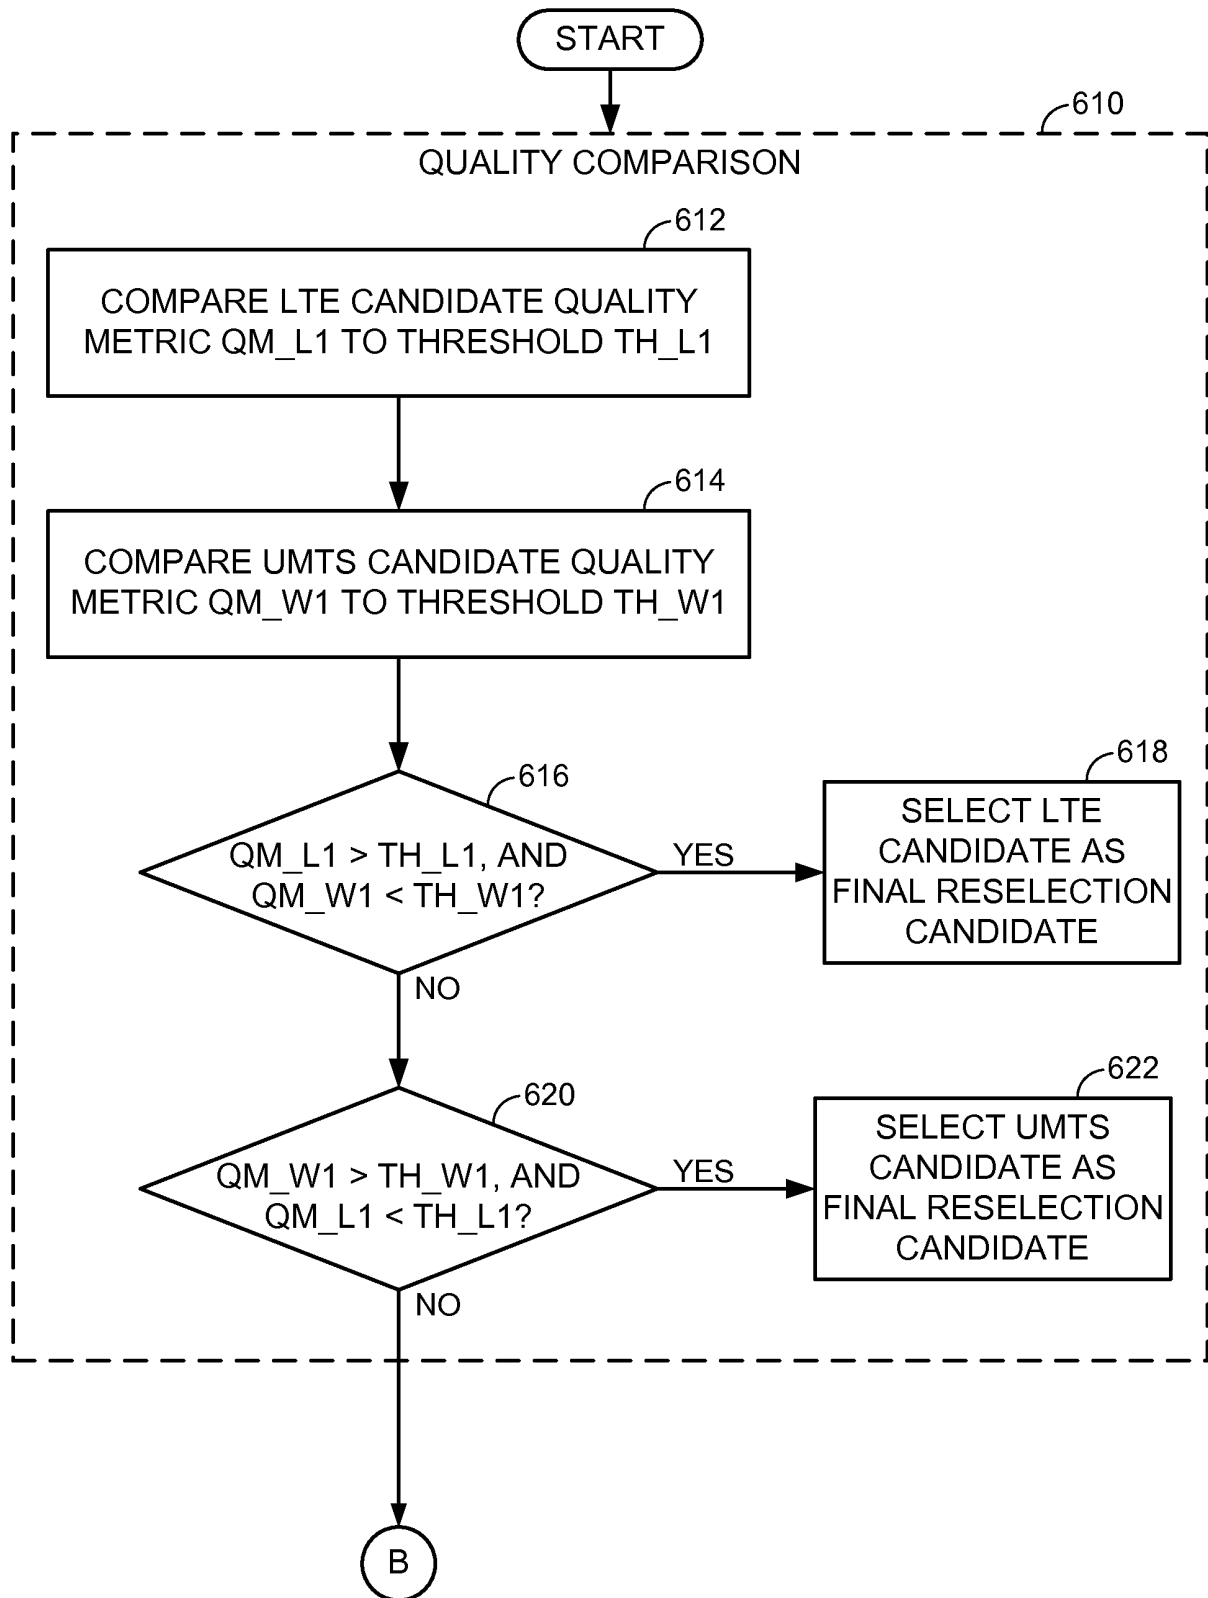 START
610
QUALITY COMPARISON
612
COMPARE LTE CANDIDATE QUALITY
METRIC QM_L1 TO THRESHOLD TH_L1
614
COMPARE UMTS CANDIDATE QUALITY
METRIC QM_W1 TO THRESHOLD TH_W1
616
QM_L1 > TH_L1, AND
QM_W1 < TH_W1?
YES
618
SELECT LTE
CANDIDATE AS
FINAL RESELECTION
CANDIDATE
NO
620
QM_W1 > TH_W1, AND
QM_L1 < TH_L1?
YES
622
SELECT UMTS
CANDIDATE AS
FINAL RESELECTION
CANDIDATE
NO
B